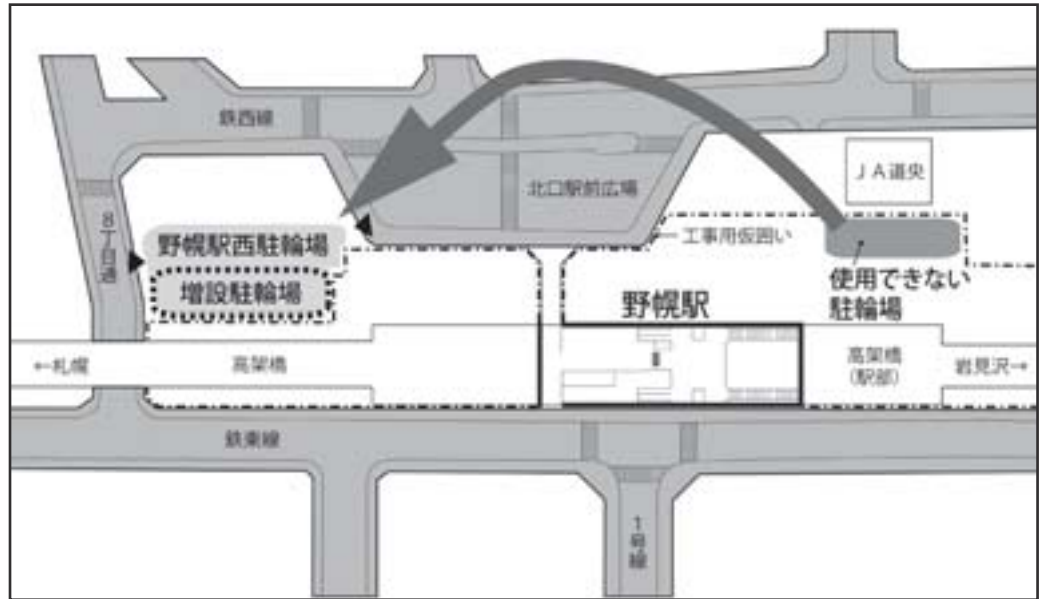 鉄西線
北口駅前広場
JA道央
8丁目通
野幌駅西駐輪場
増設駐輪場
←工事用仮囲い
使用できない
駐輪場
野幌駅
←札幌
高架橋
高架橋
(駅部)
岩見沢→
鉄東線
1号線